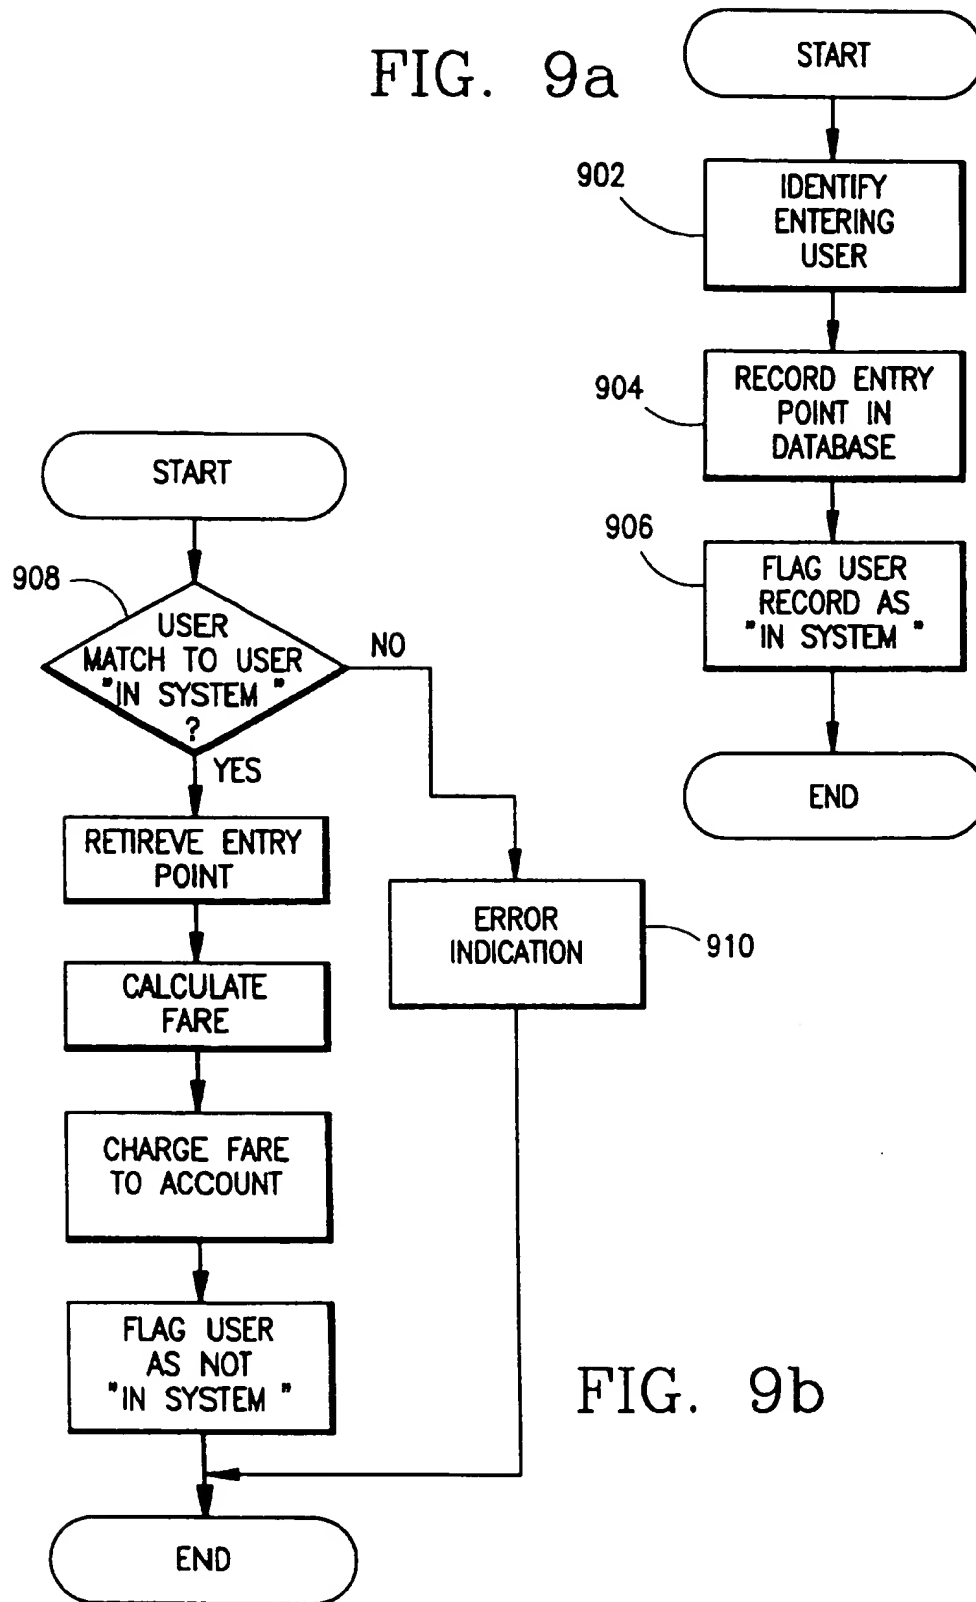 FIG. 9a
START
902
IDENTIFY
ENTERING
USER
904
RECORD ENTRY
POINT IN
DATABASE
906
FLAG USER
RECORD AS
"IN SYSTEM "
END
START
908
USER
MATCH TO USER
"IN SYSTEM "
?
NO
YES
RETIREVE ENTRY
POINT
CALCULATE
FARE
CHARGE FARE
TO ACCOUNT
FLAG USER
AS NOT
"IN SYSTEM "
ERROR
INDICATION
910
END
FIG. 9b